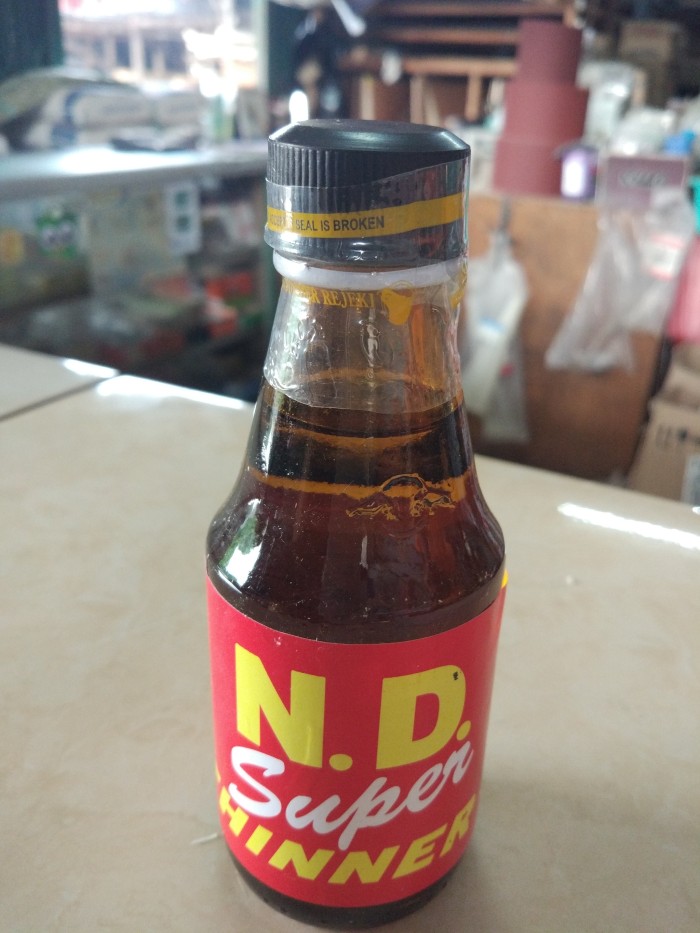 SEAL IS BROKEN
REJEKI
N.D.
Super
HINNER